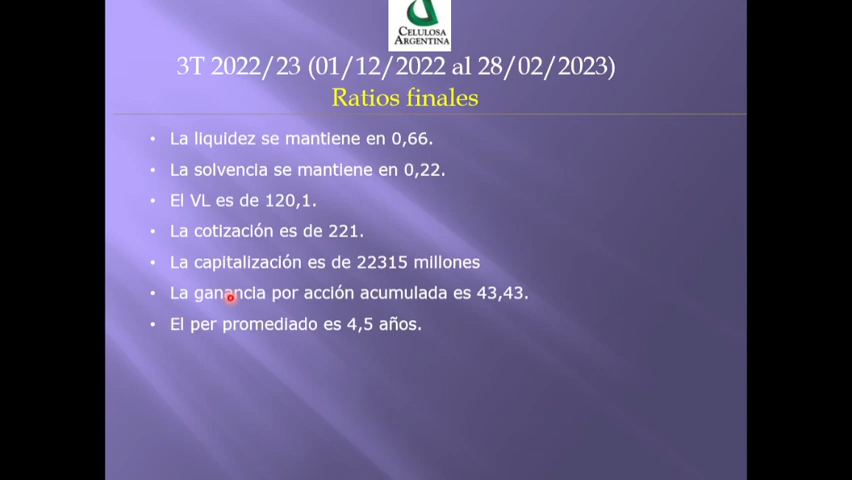 CELULOSA
ARGENTINA
3T 2022/23 (01/12/2022 al 28/02/2023)
Ratios finales
• La liquidez se mantiene en 0,66.
• La solvencia se mantiene en 0,22.
• El VL es de 120,1.
• La cotización es de 221.
• La capitalización es de 22315 millones
• La ganancia por acción acumulada es 43,43.
• El per promediado es 4,5 años.